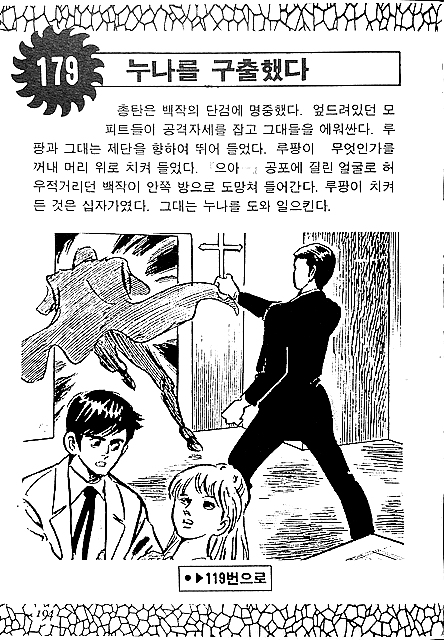 179
누나를 구출했다
총탄은 백작의 단검에 명중했다. 엎드려있던 모
피트들이 공격자세를 잡고 그대들을 에워싼다. 루
팡과 그대는 제단을 향하여 뛰어 들었다. 루팡이 무엇인가를
꺼내 머리 위로 치켜 들었다. 「으아 공포에 질린 얼굴로 허
우적거리던 백작이 안쪽 방으로 도망쳐 들어간다. 루팡이 치켜
든 것은 십자가였다. 그대는 누나를 도와 일으킨다.
●▶119번으로
194